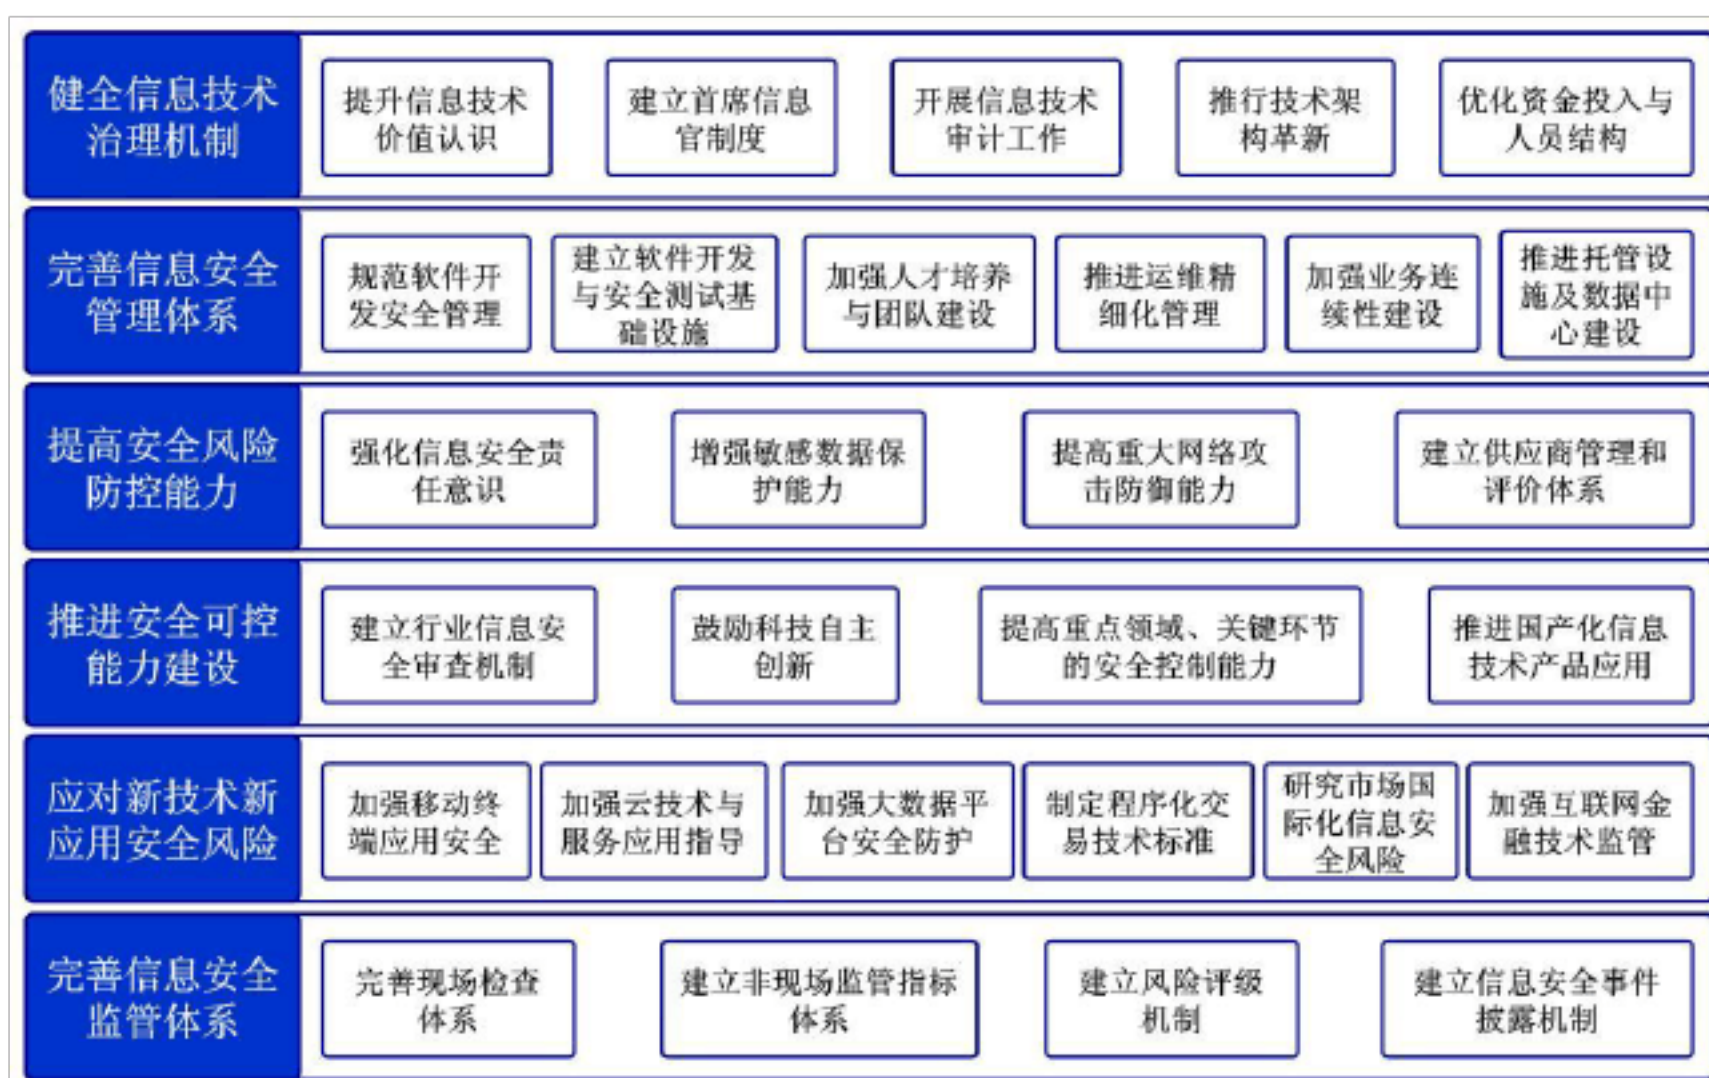 健全信息技术
治理机制
提升信息技术
价值认识
建立首席信息
官制度
开展信息技术
审计工作
推行技术架
构革新
优化资金投入与
人员结构
完善信息安全
管理体系
规范软件开
发安全管理
建立软件开发
与安全测试基
础设施
加强人才培养
与团队建设
推进运维精
细化管理
加强业务连
续性建设
推进托管设
施及数据中
心建设
提高安全风险
防控能力
强化信息安全责
任意识
增强敏感数据保
护能力
提高重大网络攻
击防御能力
建立供应商管理和
评价体系
推进安全可控
能力建设
建立行业信息安
全审查机制
鼓励科技自主
创新
提高重点领域、关键环节
的安全控制能力
推进国产化信息
技术产品应用
应对新技术新
应用安全风险
加强移动终
端应用安全
加强云技术与
服务应用指导
加强大数据平
台安全防护
制定程序化交
易技术标准
研究市场国
际化信息安
全风险
加强互联网金
融技术监管
完善信息安全
监管体系
完善现场检查
体系
建立非现场监管指标
体系
建立风险评级
机制
建立信息安全事件
披露机制